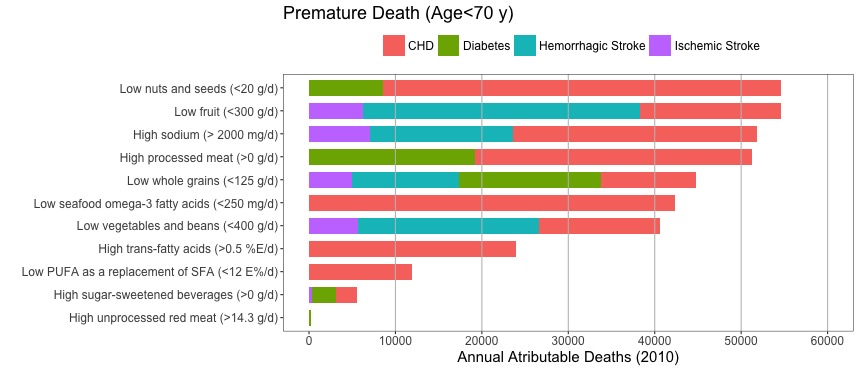 Premature Death (Age<70 y)
CHD Diabetes Hemorrhagic Stroke Ischemic Stroke
Low nuts and seeds (<20 g/d)
Low fruit (<300 g/d)
High sodium (> 2000 mg/d)
High processed meat (>0 g/d)
Low whole grains (<125 g/d)
Low seafood omega-3 fatty acids (<250 mg/d)
Low vegetables and beans (<400 g/d)
High trans-fatty acids (>0.5 %E/d)
Low PUFA as a replacement of SFA (<12 E%/d)
High sugar-sweetened beverages (>0 g/d)
High unprocessed red meat (>14.3 g/d)
0 10000 20000 30000 40000 50000 60000
Annual Atributable Deaths (2010)